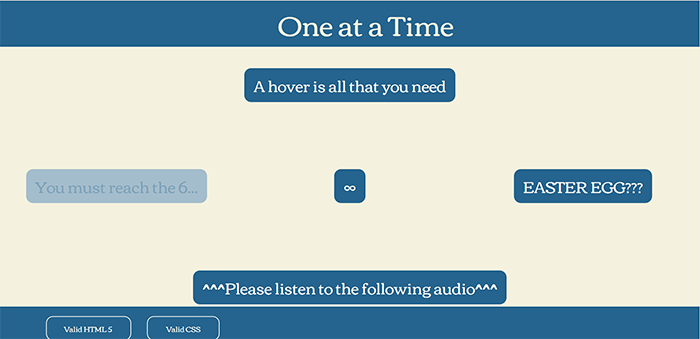 One at a Time
A hover is all that you need
You must reach the 6...
∞
EASTER EGG???
^^^Please listen to the following audio^^^
Valid HTML 5
Valid CSS